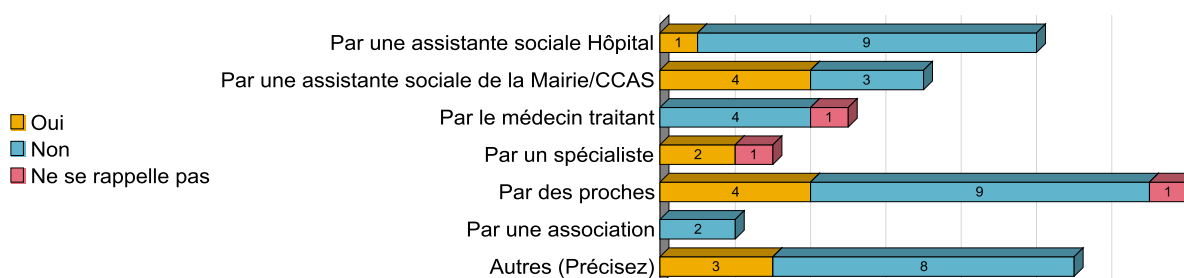 Oui
Non
Ne se rappelle pas
Par une assistante sociale Hôpital 1 9
Par une assistante sociale de la Mairie/CCAS 4 3
Par le médecin traitant 4 1
Par un spécialiste 2 1
Par des proches 4 9 1
Par une association 2
Autres (Précisez) 3 8